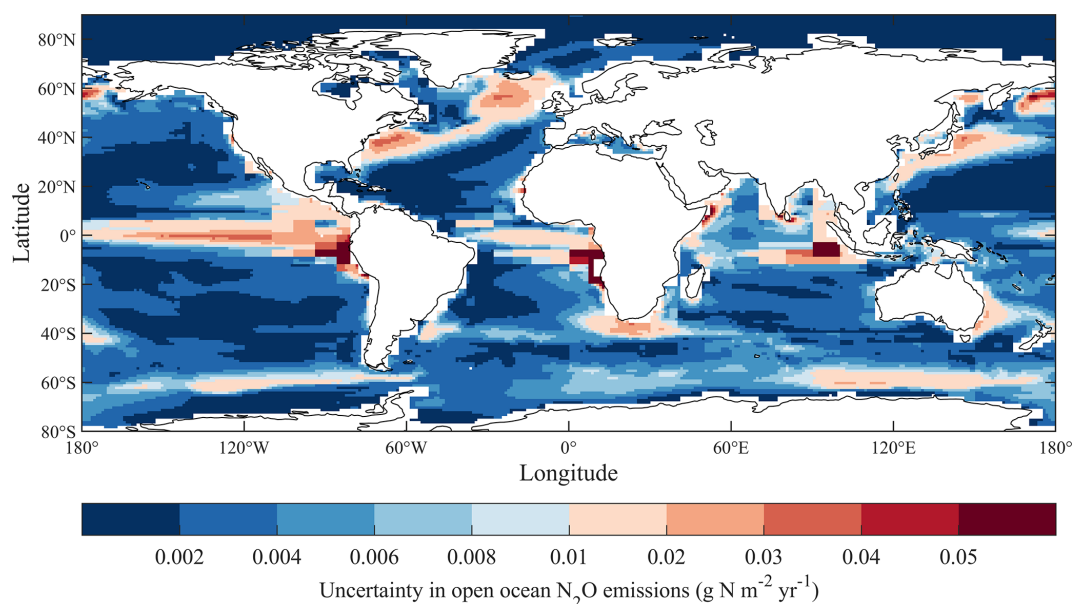 80°N
60°N
40°N
20°N
0°
20°S
40°S
60°S
80°S
Latitude
180° 120°W 60°W 0° 60°E 120°E 180°
Longitude
0.002 0.004 0.006 0.008 0.01 0.02 0.03 0.04 0.05
Uncertainty in open ocean N₂O emissions (g N m⁻² yr⁻¹)